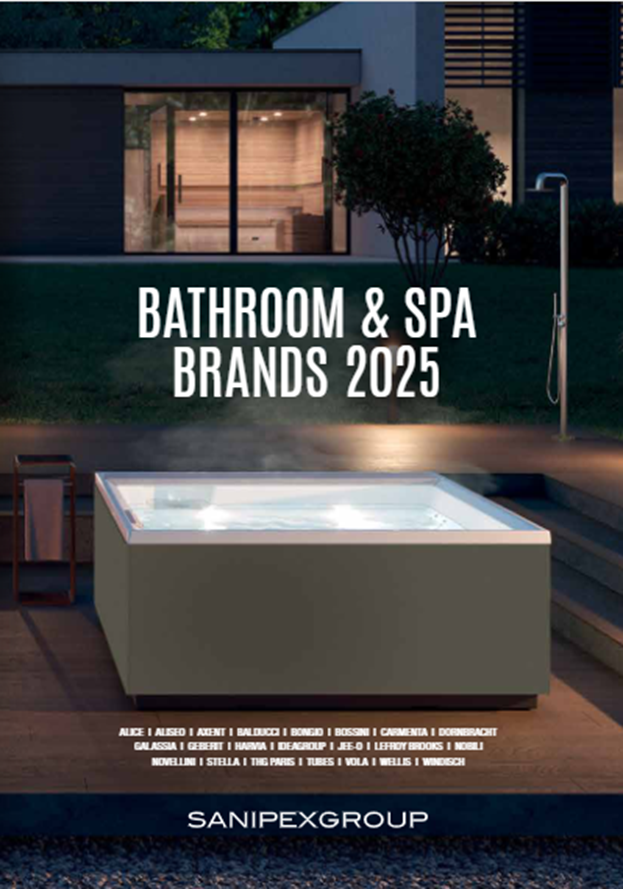 BATHROOM & SPA
BRANDS 2025
ALICE | ALISEO | AXENT | BALDUCCI | BONGIO | BOSSINI | CARMENTA | DORNBRACHT
GALASSIA | GEBERIT | HARVIA | IDEAGROUP | JEE-O | LEFROY BROOKS | NOBILI
NOVELLINI | STELLA | THG PARIS | TUBES | VOLA | WELLIS | WINDISCH
SANIPEXGROUP